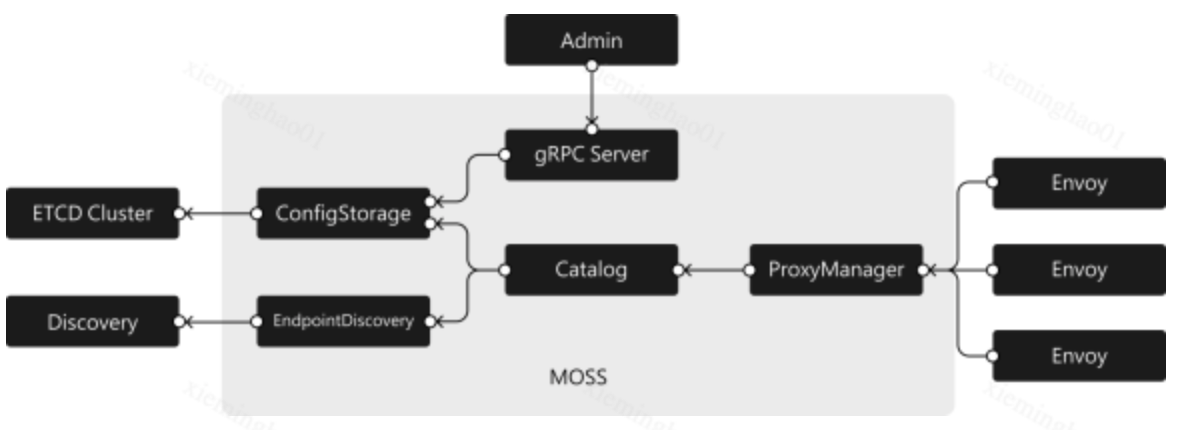 Admin
gRPC Server
ETCD Cluster
ConfigStorage
Envoy
Catalog
ProxyManager
Envoy
Discovery
EndpointDiscovery
Envoy
MOSS
xieminghao01
xieminghao01
xieminghao01
xieminghao01
xieminghao01
xieminghao01